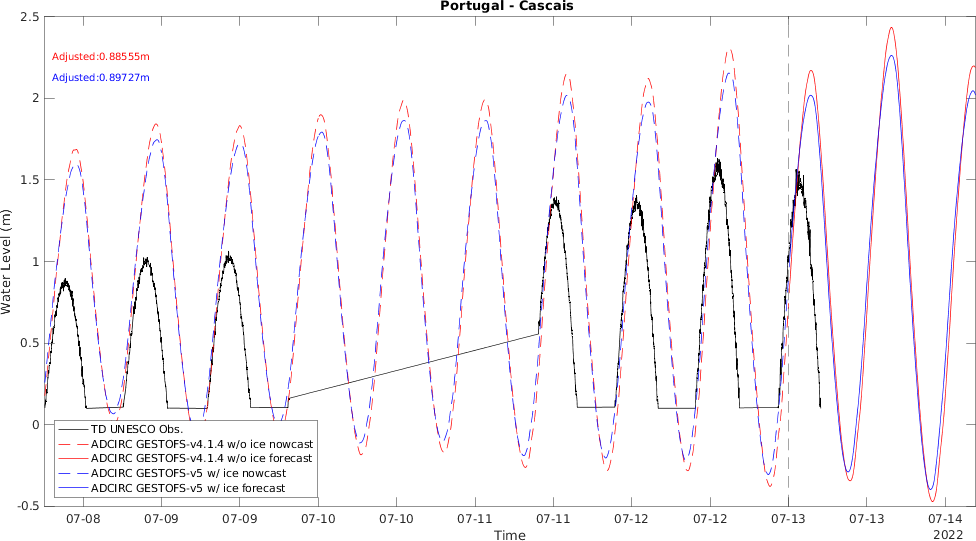 Portugal - Cascais
2.5
Adjusted:0.88555m
Adjusted:0.89727m
2
1.5
1
0.5
0
-0.5
Water Level (m)
TD UNESCO Obs.
ADCIRC GESTOFS-v4.1.4 w/o ice nowcast
ADCIRC GESTOFS-v4.1.4 w/o ice forecast
ADCIRC GESTOFS-v5 w/ ice nowcast
ADCIRC GESTOFS-v5 w/ ice forecast
07-08 07-09 07-09 07-10 07-10 07-11 07-11 07-12 07-12 07-13 07-13 07-14
2022
Time